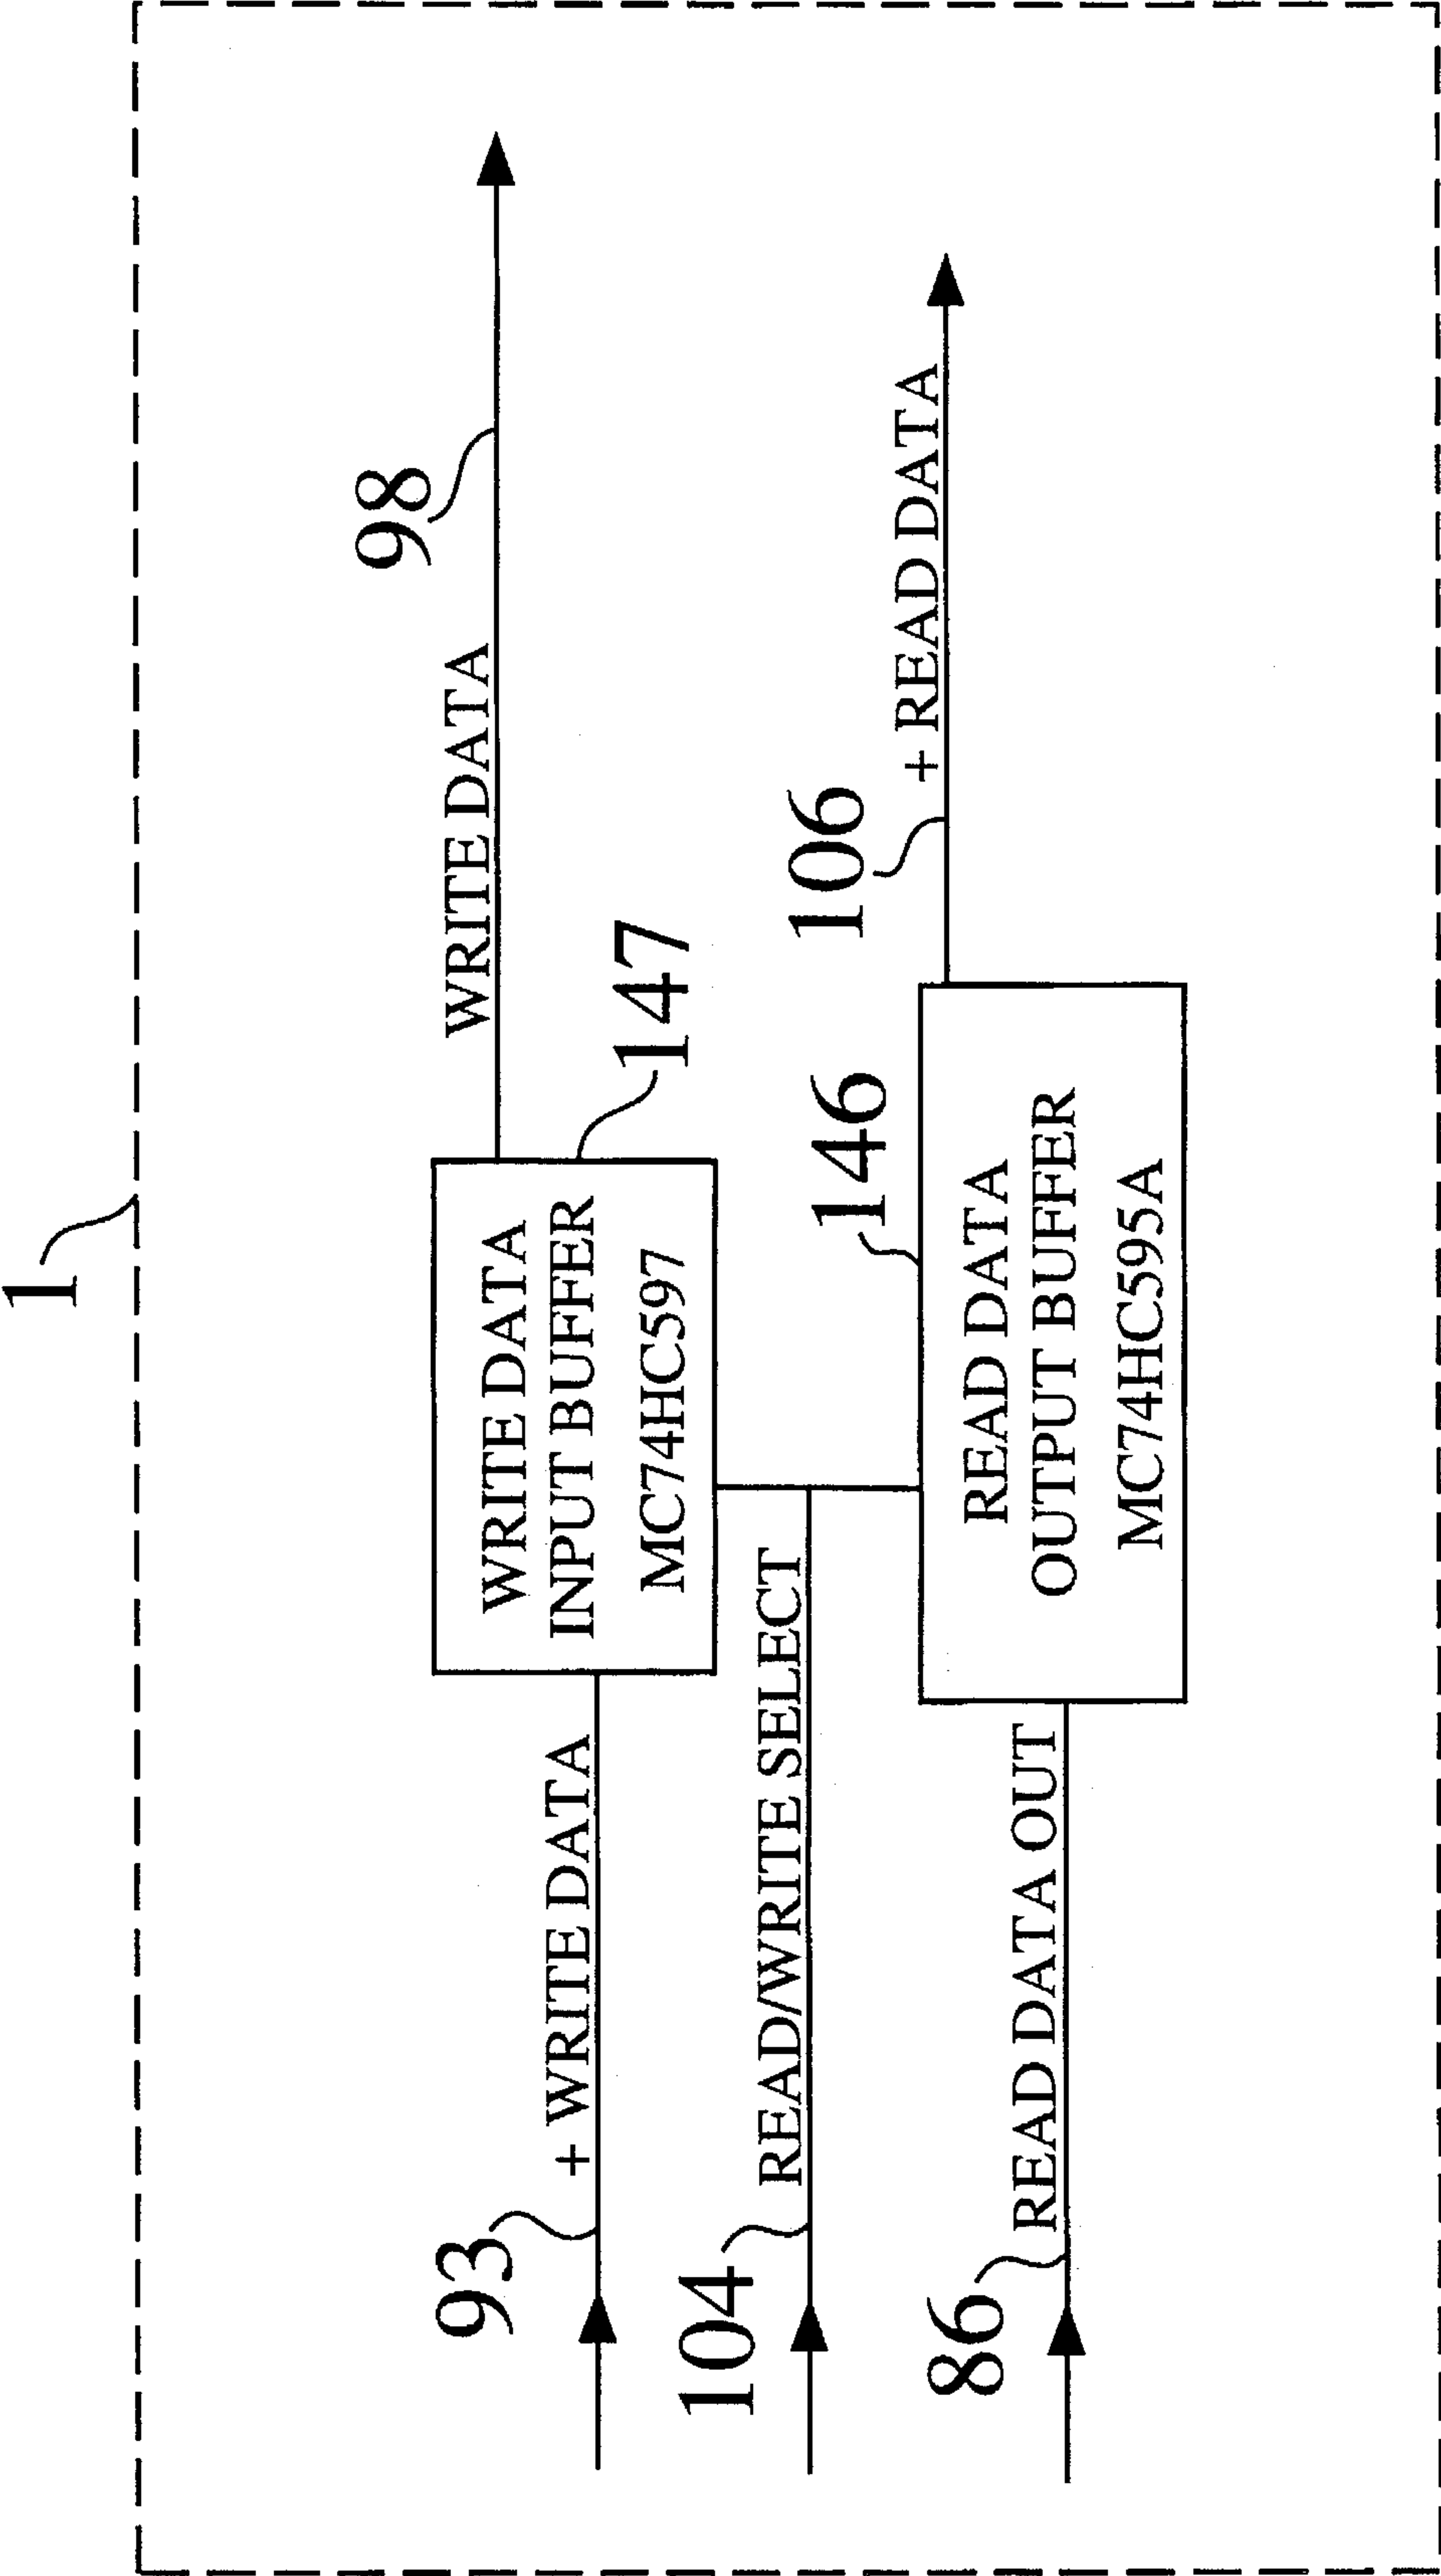 1
98
WRITE DATA
147
WRITE DATA
INPUT BUFFER
MC74HC597
+ WRITE DATA
93
READ/WRITE SELECT
104
106
+ READ DATA
146
READ DATA
OUTPUT BUFFER
MC74HC595A
READ DATA OUT
86